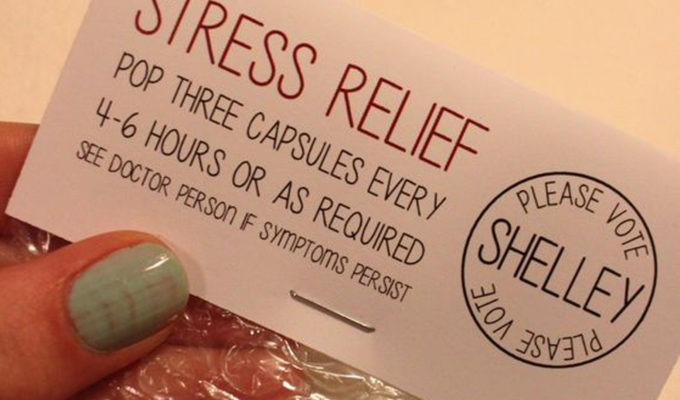 STRESS RELIEF
POP THREE CAPSULES EVERY
4-6 HOURS OR AS REQUIRED
SEE DOCTOR PERSON IF SYMPTOMS PERSIST
PLEASE VOTE
SHELLEY
PLEASE VOTE